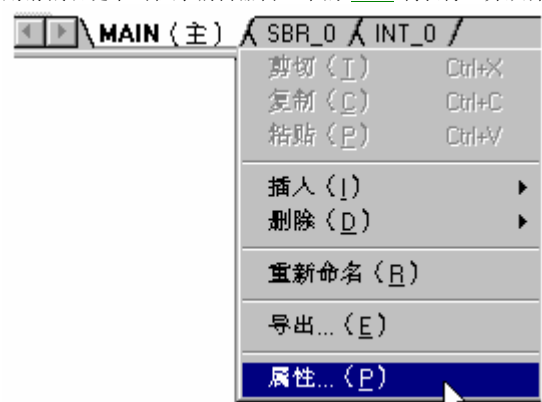 MAIN（主） SBR_0 INT_0
剪切（T） Ctrl+X
复制（C） Ctrl+C
粘贴（P） Ctrl+V
插入（I）
删除（D）
重新命名（R）
导出...（E）
属性...（P）